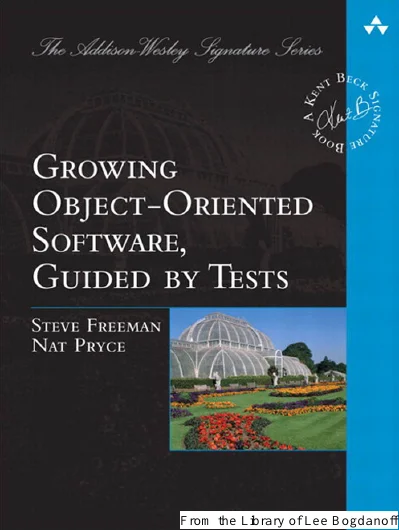 The Addison-Wesley Signature Series
A KENT BECK SIGNATURE BOOK
Kent B
GROWING
OBJECT-ORIENTED
SOFTWARE,
GUIDED BY TESTS
STEVE FREEMAN
NAT PRYCE
From the Library of Lee Bogdanoff